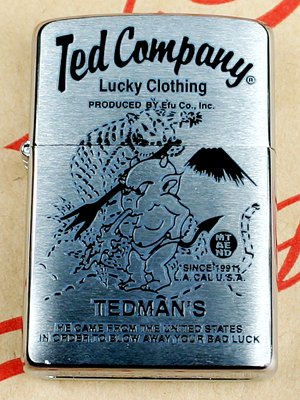 Ted Company®
Lucky Clothing
PRODUCED BY Efu Co., Inc.
MT
AE
ND
SINCE 1991
L.A. CAL U.S.A.
TEDMAN'S
HE CAME FROM THE UNITED STATES
IN ORDER TO BLOW AWAY, YOUR BAD LUCK